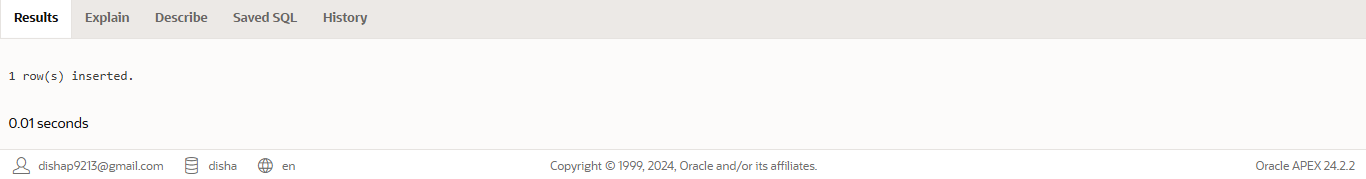 Results Explain Describe Saved SQL History
1 row(s) inserted.
0.01 seconds
dishap9213@gmail.com disha en Copyright © 1999, 2024, Oracle and/or its affiliates. Oracle APEX 24.2.2